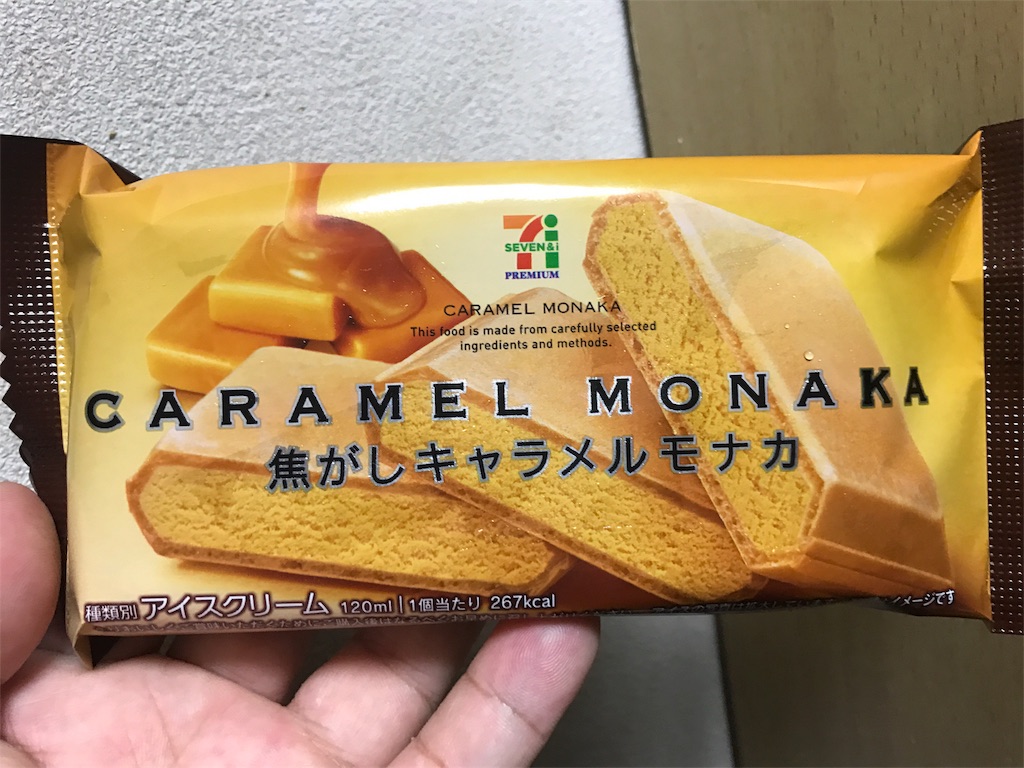 7i
SEVEN&i
PREMIUM
CARAMEL MONAKA
This food is made from carefully selected
ingredients and methods.
CARAMEL MONAKA
焦がしキャラメルモナカ
種類別 アイスクリーム 120ml | 1個当たり 267kcal
イメージです